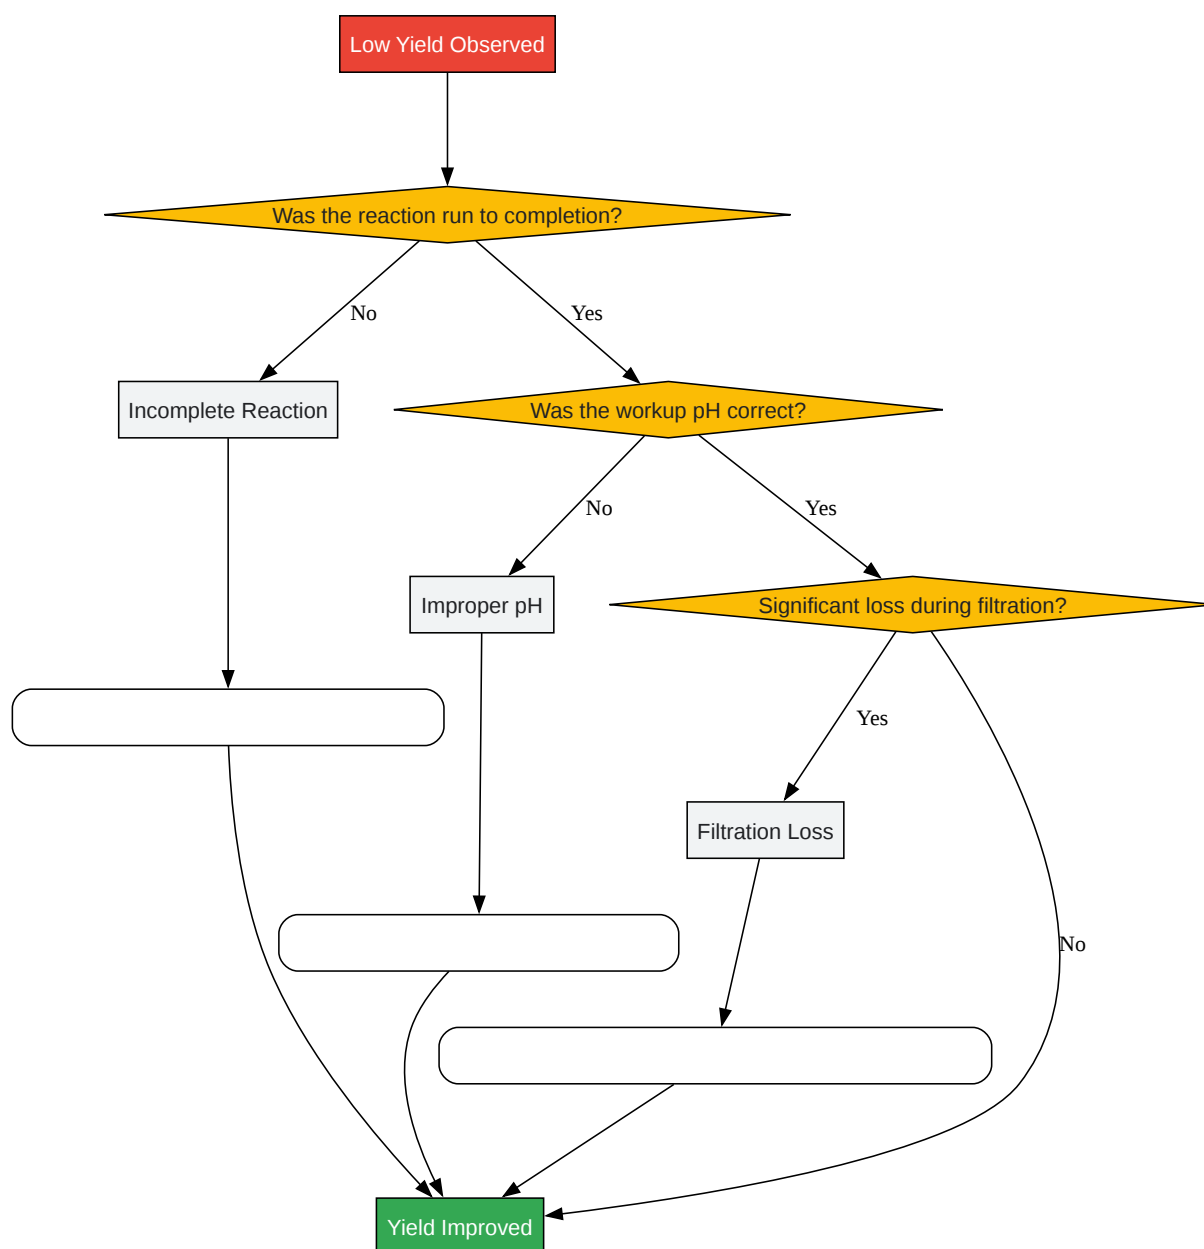 Low Yield Observed
Was the reaction run to completion?
No
Yes
Incomplete Reaction
Was the workup pH correct?
No
Yes
Improper pH
Significant loss during filtration?
Yes
Filtration Loss
No
Yield Improved